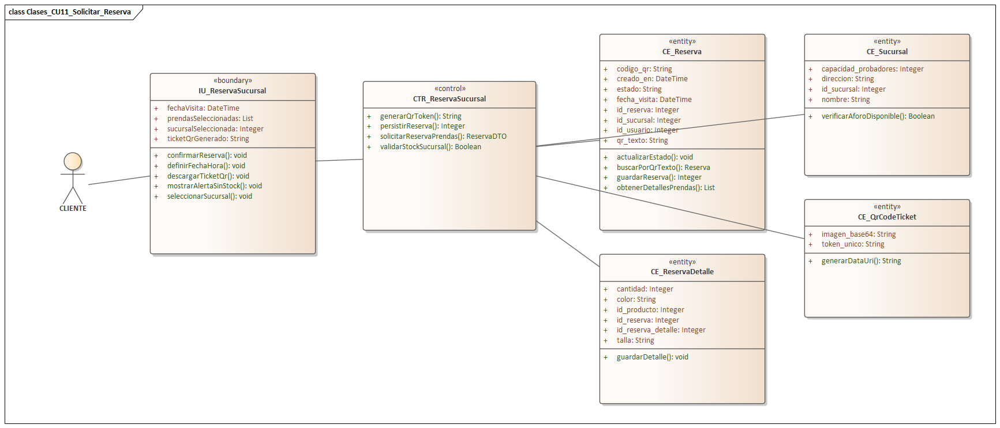 class Clases_CU11_Solicitar_Reserva
CLIENTE
«boundary»
IU_ReservaSucursal
+ fechaVisita: DateTime
+ prendasSeleccionadas: List
+ sucursalSeleccionada: Integer
+ ticketQrGenerado: String
+ confirmarReserva(): void
+ definirFechaHora(): void
+ descargarTicketQr(): void
+ mostrarAlertaSinStock(): void
+ seleccionarSucursal(): void
«control»
CTR_ReservaSucursal
+ generarQrToken(): String
+ persistirReserva(): Integer
+ solicitarReservaPrendas(): ReservaDTO
+ validarStockSucursal(): Boolean
«entity»
CE_Reserva
+ codigo_qr: String
+ creado_en: DateTime
+ estado: String
+ fecha_visita: DateTime
+ id_reserva: Integer
+ id_sucursal: Integer
+ id_usuario: Integer
+ qr_texto: String
+ actualizarEstado(): void
+ buscarPorQrTexto(): Reserva
+ guardarReserva(): Integer
+ obtenerDetallesPrendas(): List
«entity»
CE_ReservaDetalle
+ cantidad: Integer
+ color: String
+ id_producto: Integer
+ id_reserva: Integer
+ id_reserva_detalle: Integer
+ talla: String
+ guardarDetalle(): void
«entity»
CE_Sucursal
+ capacidad_probadores: Integer
+ direccion: String
+ id_sucursal: Integer
+ nombre: String
+ verificarAforoDisponible(): Boolean
«entity»
CE_QrCodeTicket
+ imagen_base64: String
+ token_unico: String
+ generarDataUri(): String